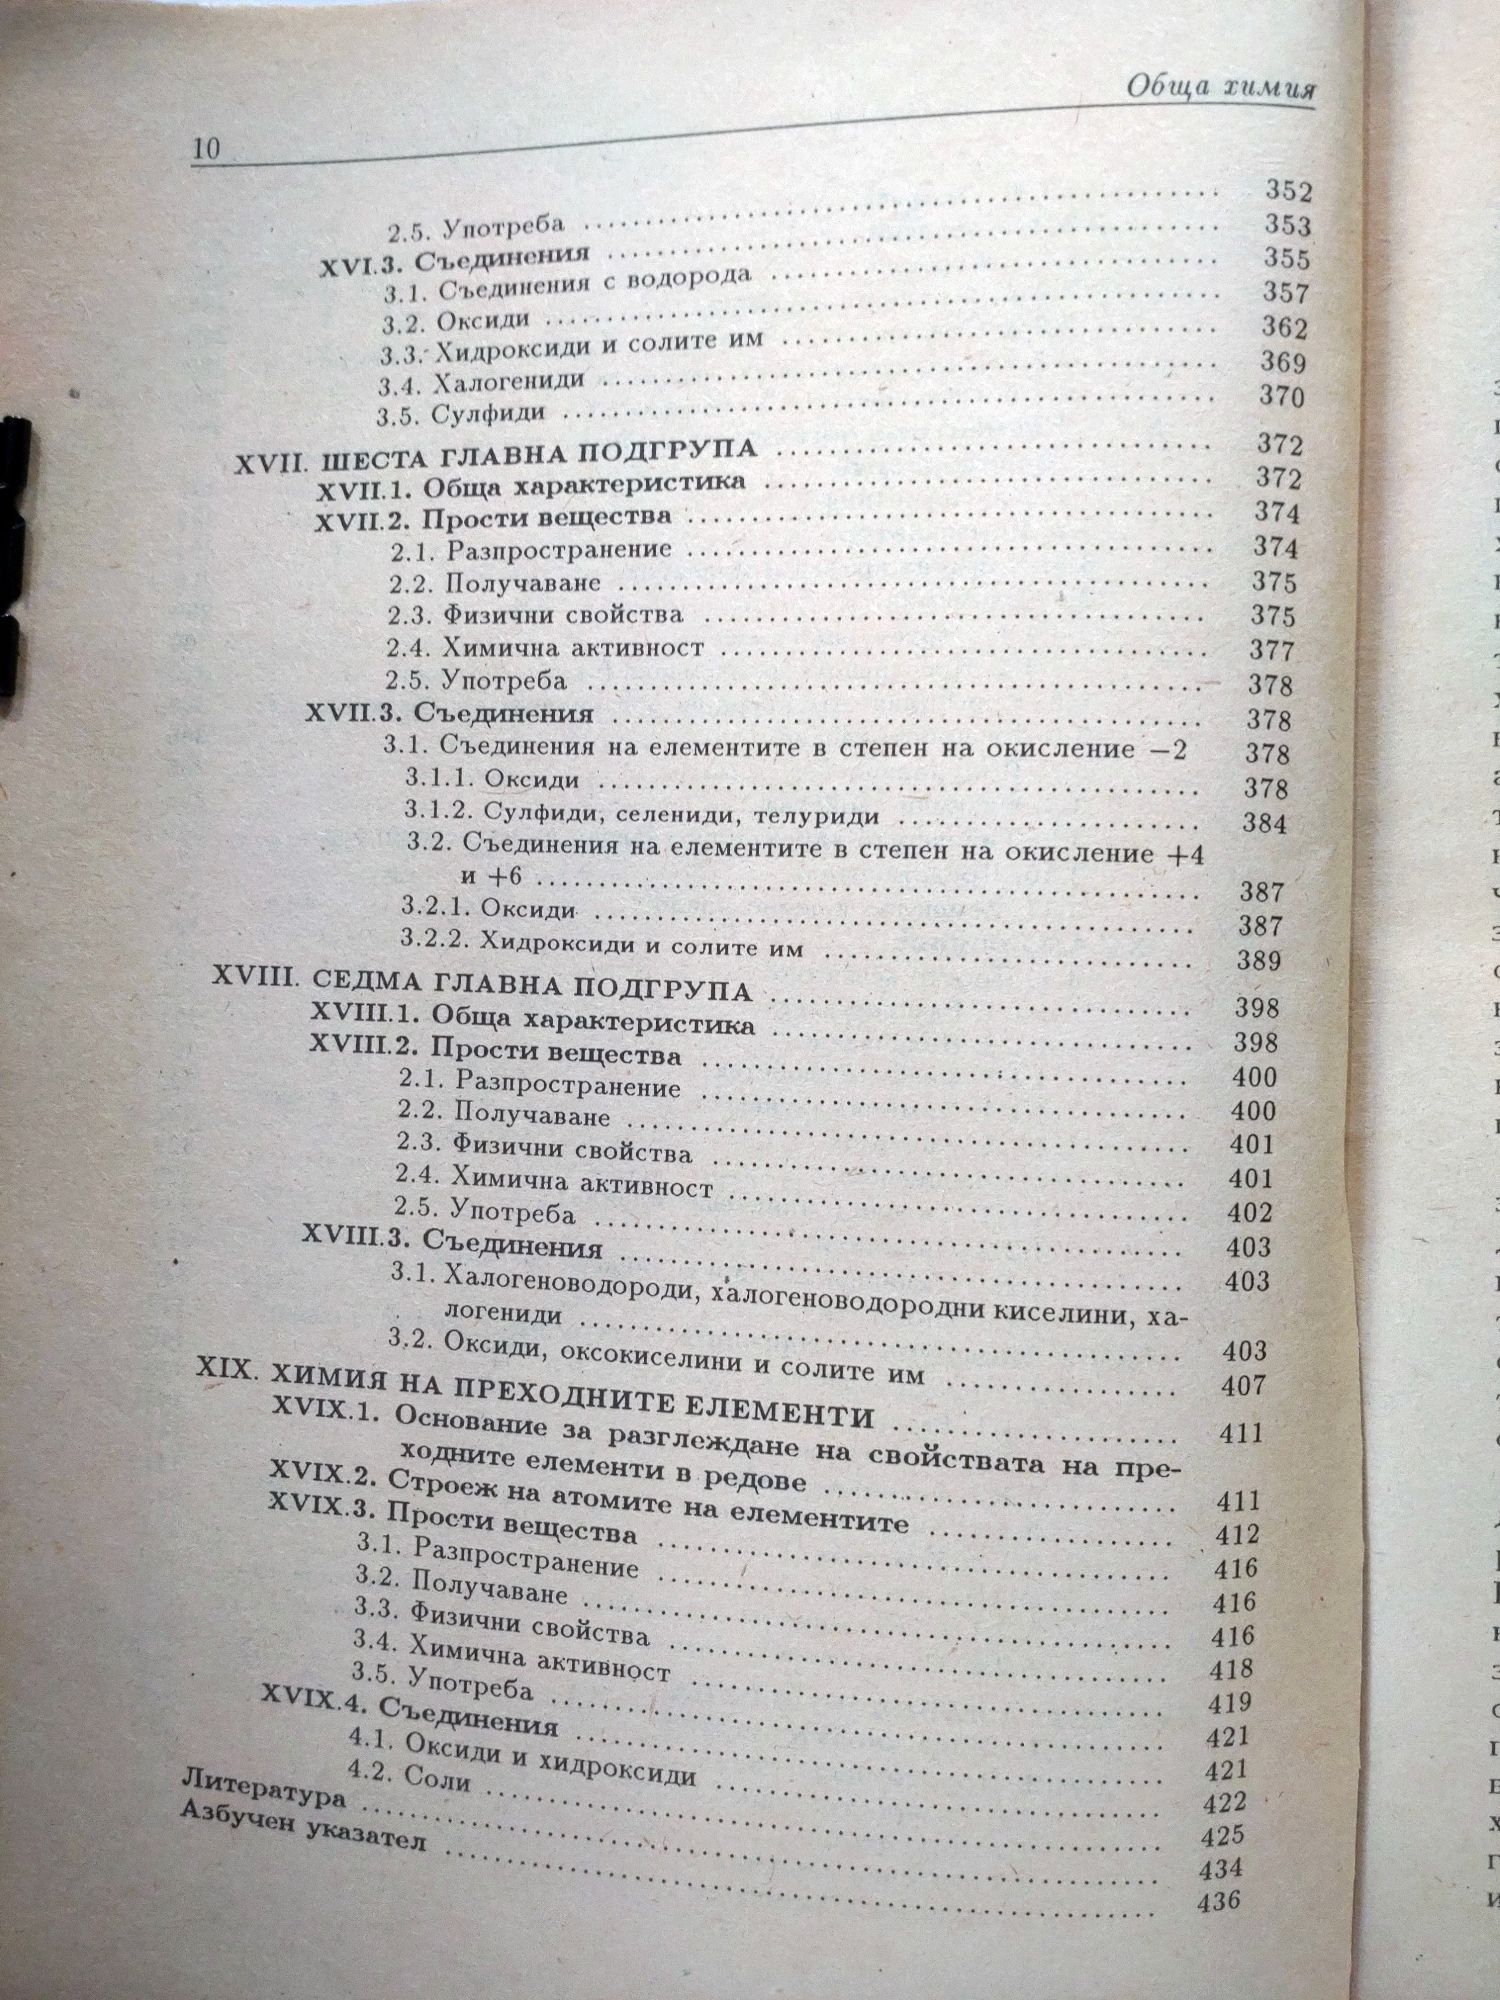 Обща химия
10
2.5. Употреба ........ 352
XVI.3. Съединения ........ 353
3.1. Съединения с водорода ........ 355
3.2. Оксиди ........ 357
3.3. Хидроксиди и солите им ........ 362
3.4. Халогениди ........ 369
3.5. Сулфиди ........ 370
XVII. ШЕСТА ГЛАВНА ПОДГРУПА ........ 372
XVII.1. Обща характеристика ........ 372
XVII.2. Прости вещества ........ 374
2.1. Разпространение ........ 374
2.2. Получаване ........ 375
2.3. Физични свойства ........ 375
2.4. Химична активност ........ 377
2.5. Употреба ........ 378
XVII.3. Съединения ........ 378
3.1. Съединения на елементите в степен на окисление −2 378
3.1.1. Оксиди ........ 378
3.1.2. Сулфиди, селениди, телуриди ........ 384
3.2. Съединения на елементите в степен на окисление +4
и +6 ........ 387
3.2.1. Оксиди ........ 387
3.2.2. Хидроксиди и солите им ........ 389
XVIII. СЕДМА ГЛАВНА ПОДГРУПА ........ 398
XVIII.1. Обща характеристика ........ 398
XVIII.2. Прости вещества ........ 400
2.1. Разпространение ........ 400
2.2. Получаване ........ 401
2.3. Физични свойства ........ 401
2.4. Химична активност ........ 402
2.5. Употреба ........ 403
XVIII.3. Съединения ........ 403
3.1. Халогеноводороди, халогеноводородни киселини, ха-
логениди ........ 403
3.2. Оксиди, оксокиселини и солите им ........ 407
XIX. ХИМИЯ НА ПРЕХОДНИТЕ ЕЛЕМЕНТИ ........ 411
XVIX.1. Основание за разглеждане на свойствата на пре-
ходните елементи в редове ........ 411
XVIX.2. Строеж на атомите на елементите ........ 412
XVIX.3. Прости вещества ........ 416
3.1. Разпространение ........ 416
3.2. Получаване ........ 416
3.3. Физични свойства ........ 418
3.4. Химична активност ........ 419
3.5. Употреба ........ 421
XVIX.4. Съединения ........ 421
4.1. Оксиди и хидроксиди ........ 422
4.2. Соли ........ 425
Литература ........ 434
Азбучен указател ........ 436